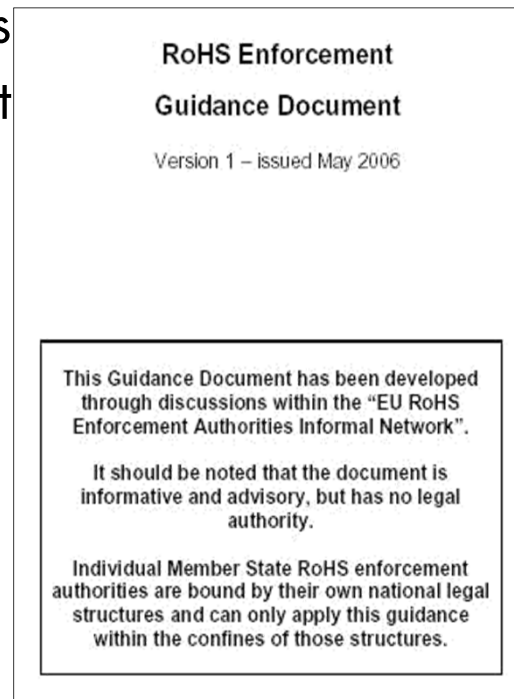 s
t
RoHS Enforcement
Guidance Document
Version 1 – issued May 2006
This Guidance Document has been developed
through discussions within the “EU RoHS
Enforcement Authorities Informal Network”.
It should be noted that the document is
informative and advisory, but has no legal
authority.
Individual Member State RoHS enforcement
authorities are bound by their own national legal
structures and can only apply this guidance
within the confines of those structures.